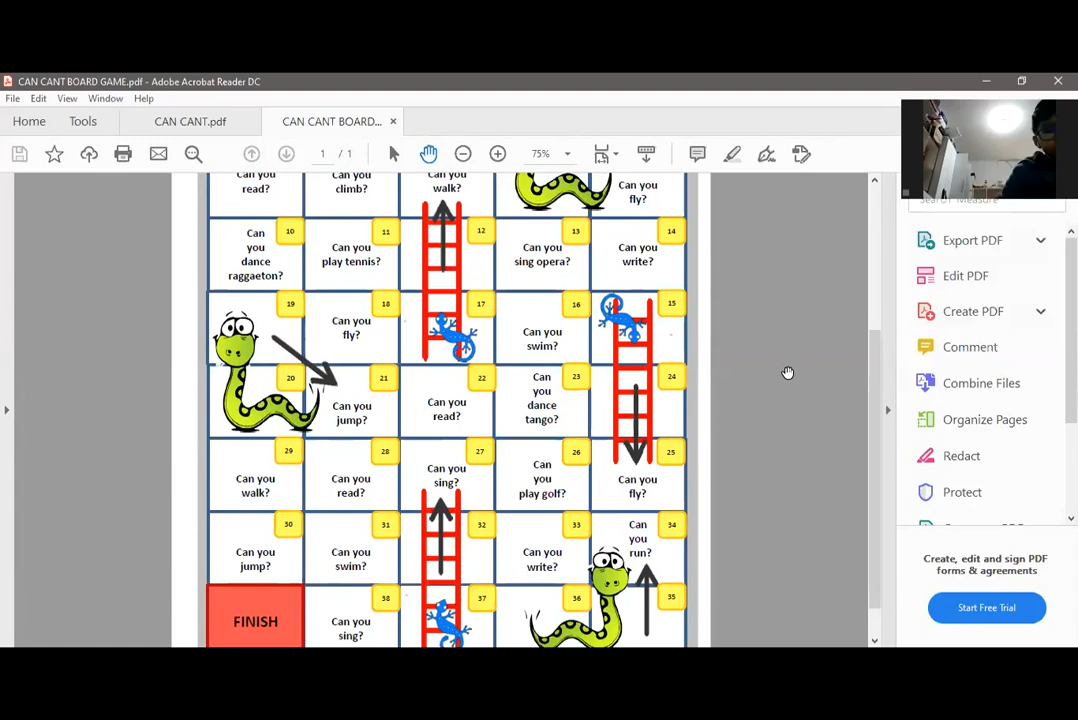 CAN CANT BOARD GAME.pdf - Adobe Acrobat Reader DC
File Edit View Window Help
Home Tools CAN CANT.pdf CAN CANT BOARD... ×
1 / 1 75%
Can you
read?
Can you
climb?
Can you
walk?
Can you
fly?
10
Can
you
dance
raggaeton?
11
Can you
play tennis?
12
13
Can you
sing opera?
14
Can you
write?
19
18
Can you
fly?
17
16
Can you
swim?
15
20
21
Can you
jump?
22
Can you
read?
23
Can
you
dance
tango?
24
29
Can you
walk?
28
Can you
read?
27
Can you
sing?
26
Can
you
play golf?
25
Can you
fly?
30
Can you
jump?
31
Can you
swim?
32
33
Can you
write?
34
Can
you
run?
FINISH
38
Can you
sing?
37
36
35
Export PDF
Edit PDF
Create PDF
Comment
Combine Files
Organize Pages
Redact
Protect
Create, edit and sign PDF
forms & agreements
Start Free Trial